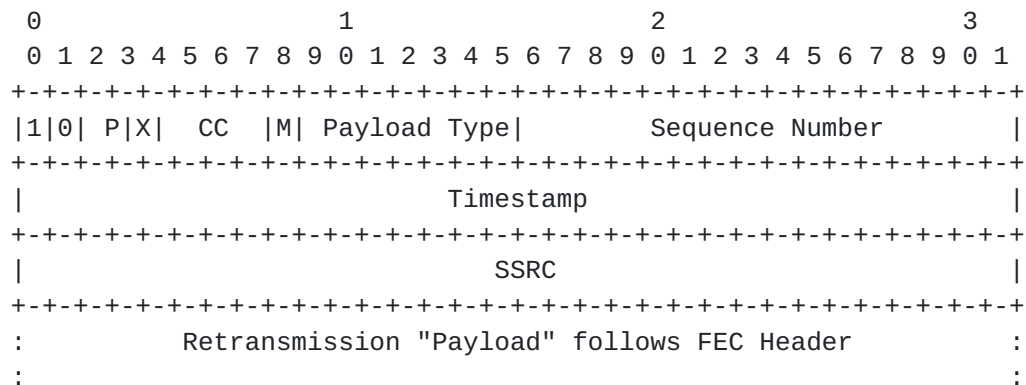 0                   1                   2                   3
 0 1 2 3 4 5 6 7 8 9 0 1 2 3 4 5 6 7 8 9 0 1 2 3 4 5 6 7 8 9 0 1
+-+-+-+-+-+-+-+-+-+-+-+-+-+-+-+-+-+-+-+-+-+-+-+-+-+-+-+-+-+-+-+-+
|1|0| P|X|  CC  |M| Payload Type|        Sequence Number        |
+-+-+-+-+-+-+-+-+-+-+-+-+-+-+-+-+-+-+-+-+-+-+-+-+-+-+-+-+-+-+-+-+
|                           Timestamp                           |
+-+-+-+-+-+-+-+-+-+-+-+-+-+-+-+-+-+-+-+-+-+-+-+-+-+-+-+-+-+-+-+-+
|                              SSRC                             |
+-+-+-+-+-+-+-+-+-+-+-+-+-+-+-+-+-+-+-+-+-+-+-+-+-+-+-+-+-+-+-+-+
:          Retransmission "Payload" follows FEC Header          :
:                                                               :